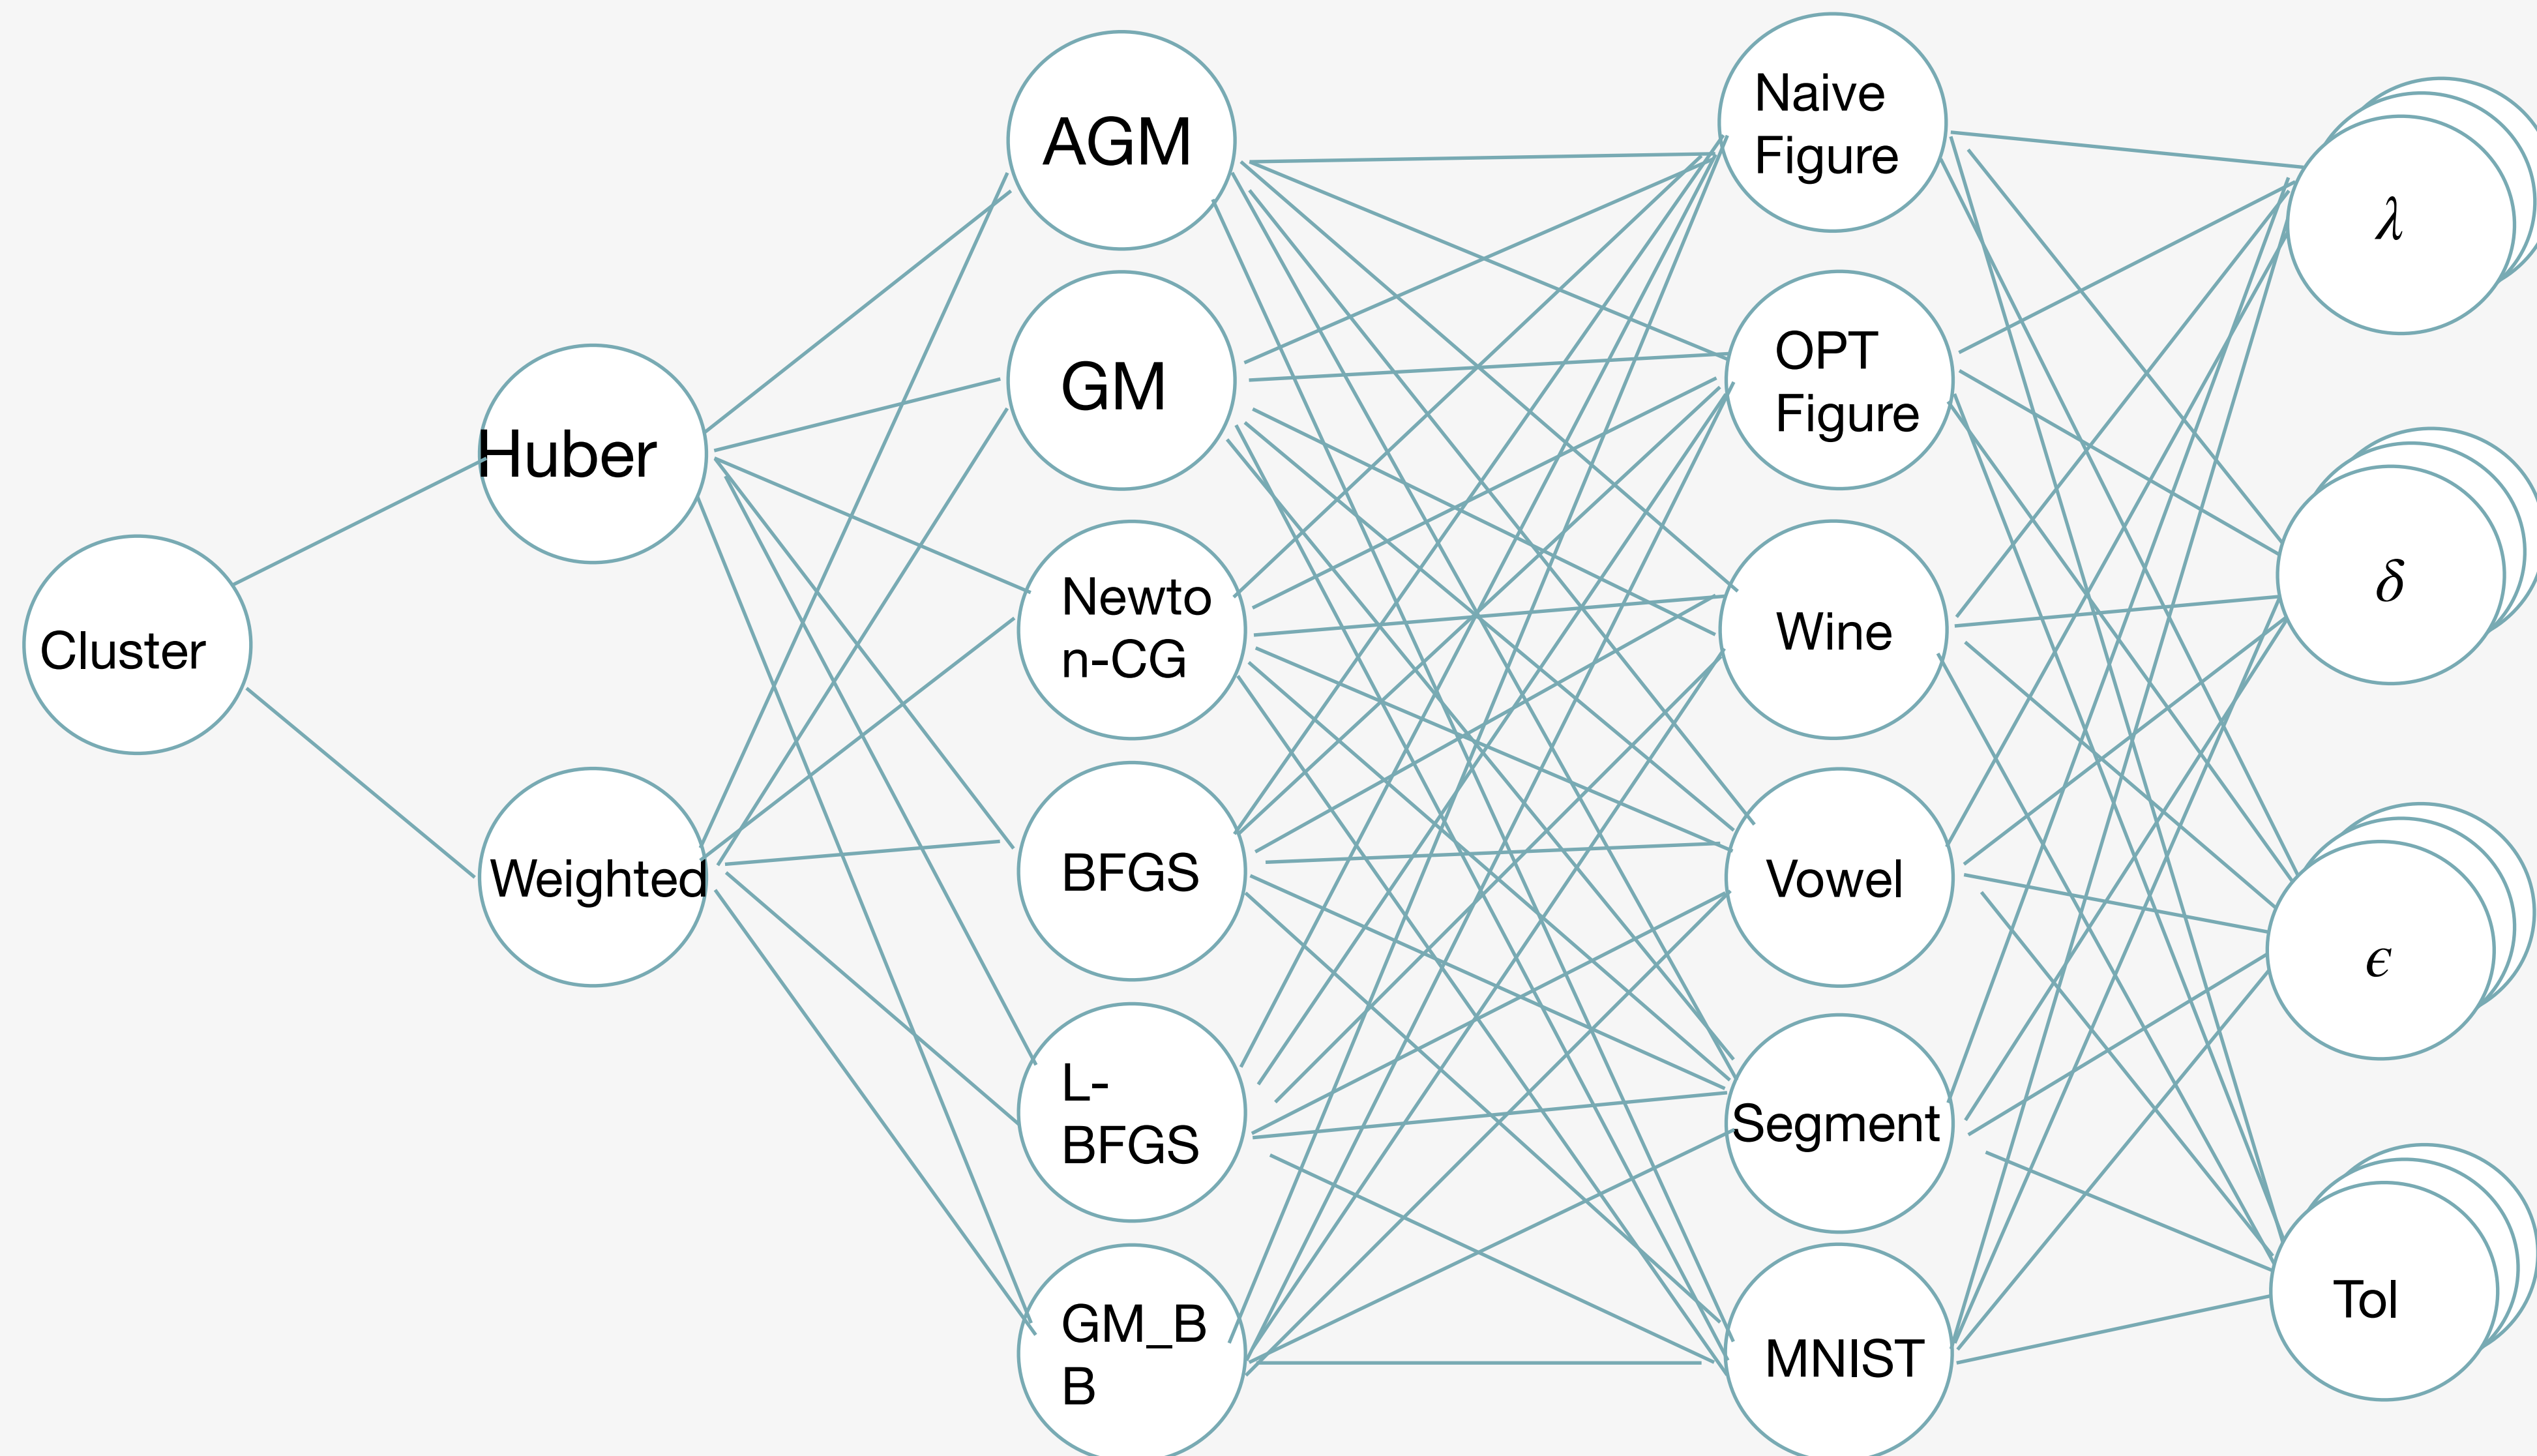 Cluster
Huber
Weighted
AGM
GM
Newto
n-CG
BFGS
L-
BFGS
GM_B
B
Naive
Figure
OPT
Figure
Wine
Vowel
Segment
MNIST
λ
δ
ϵ
Tol